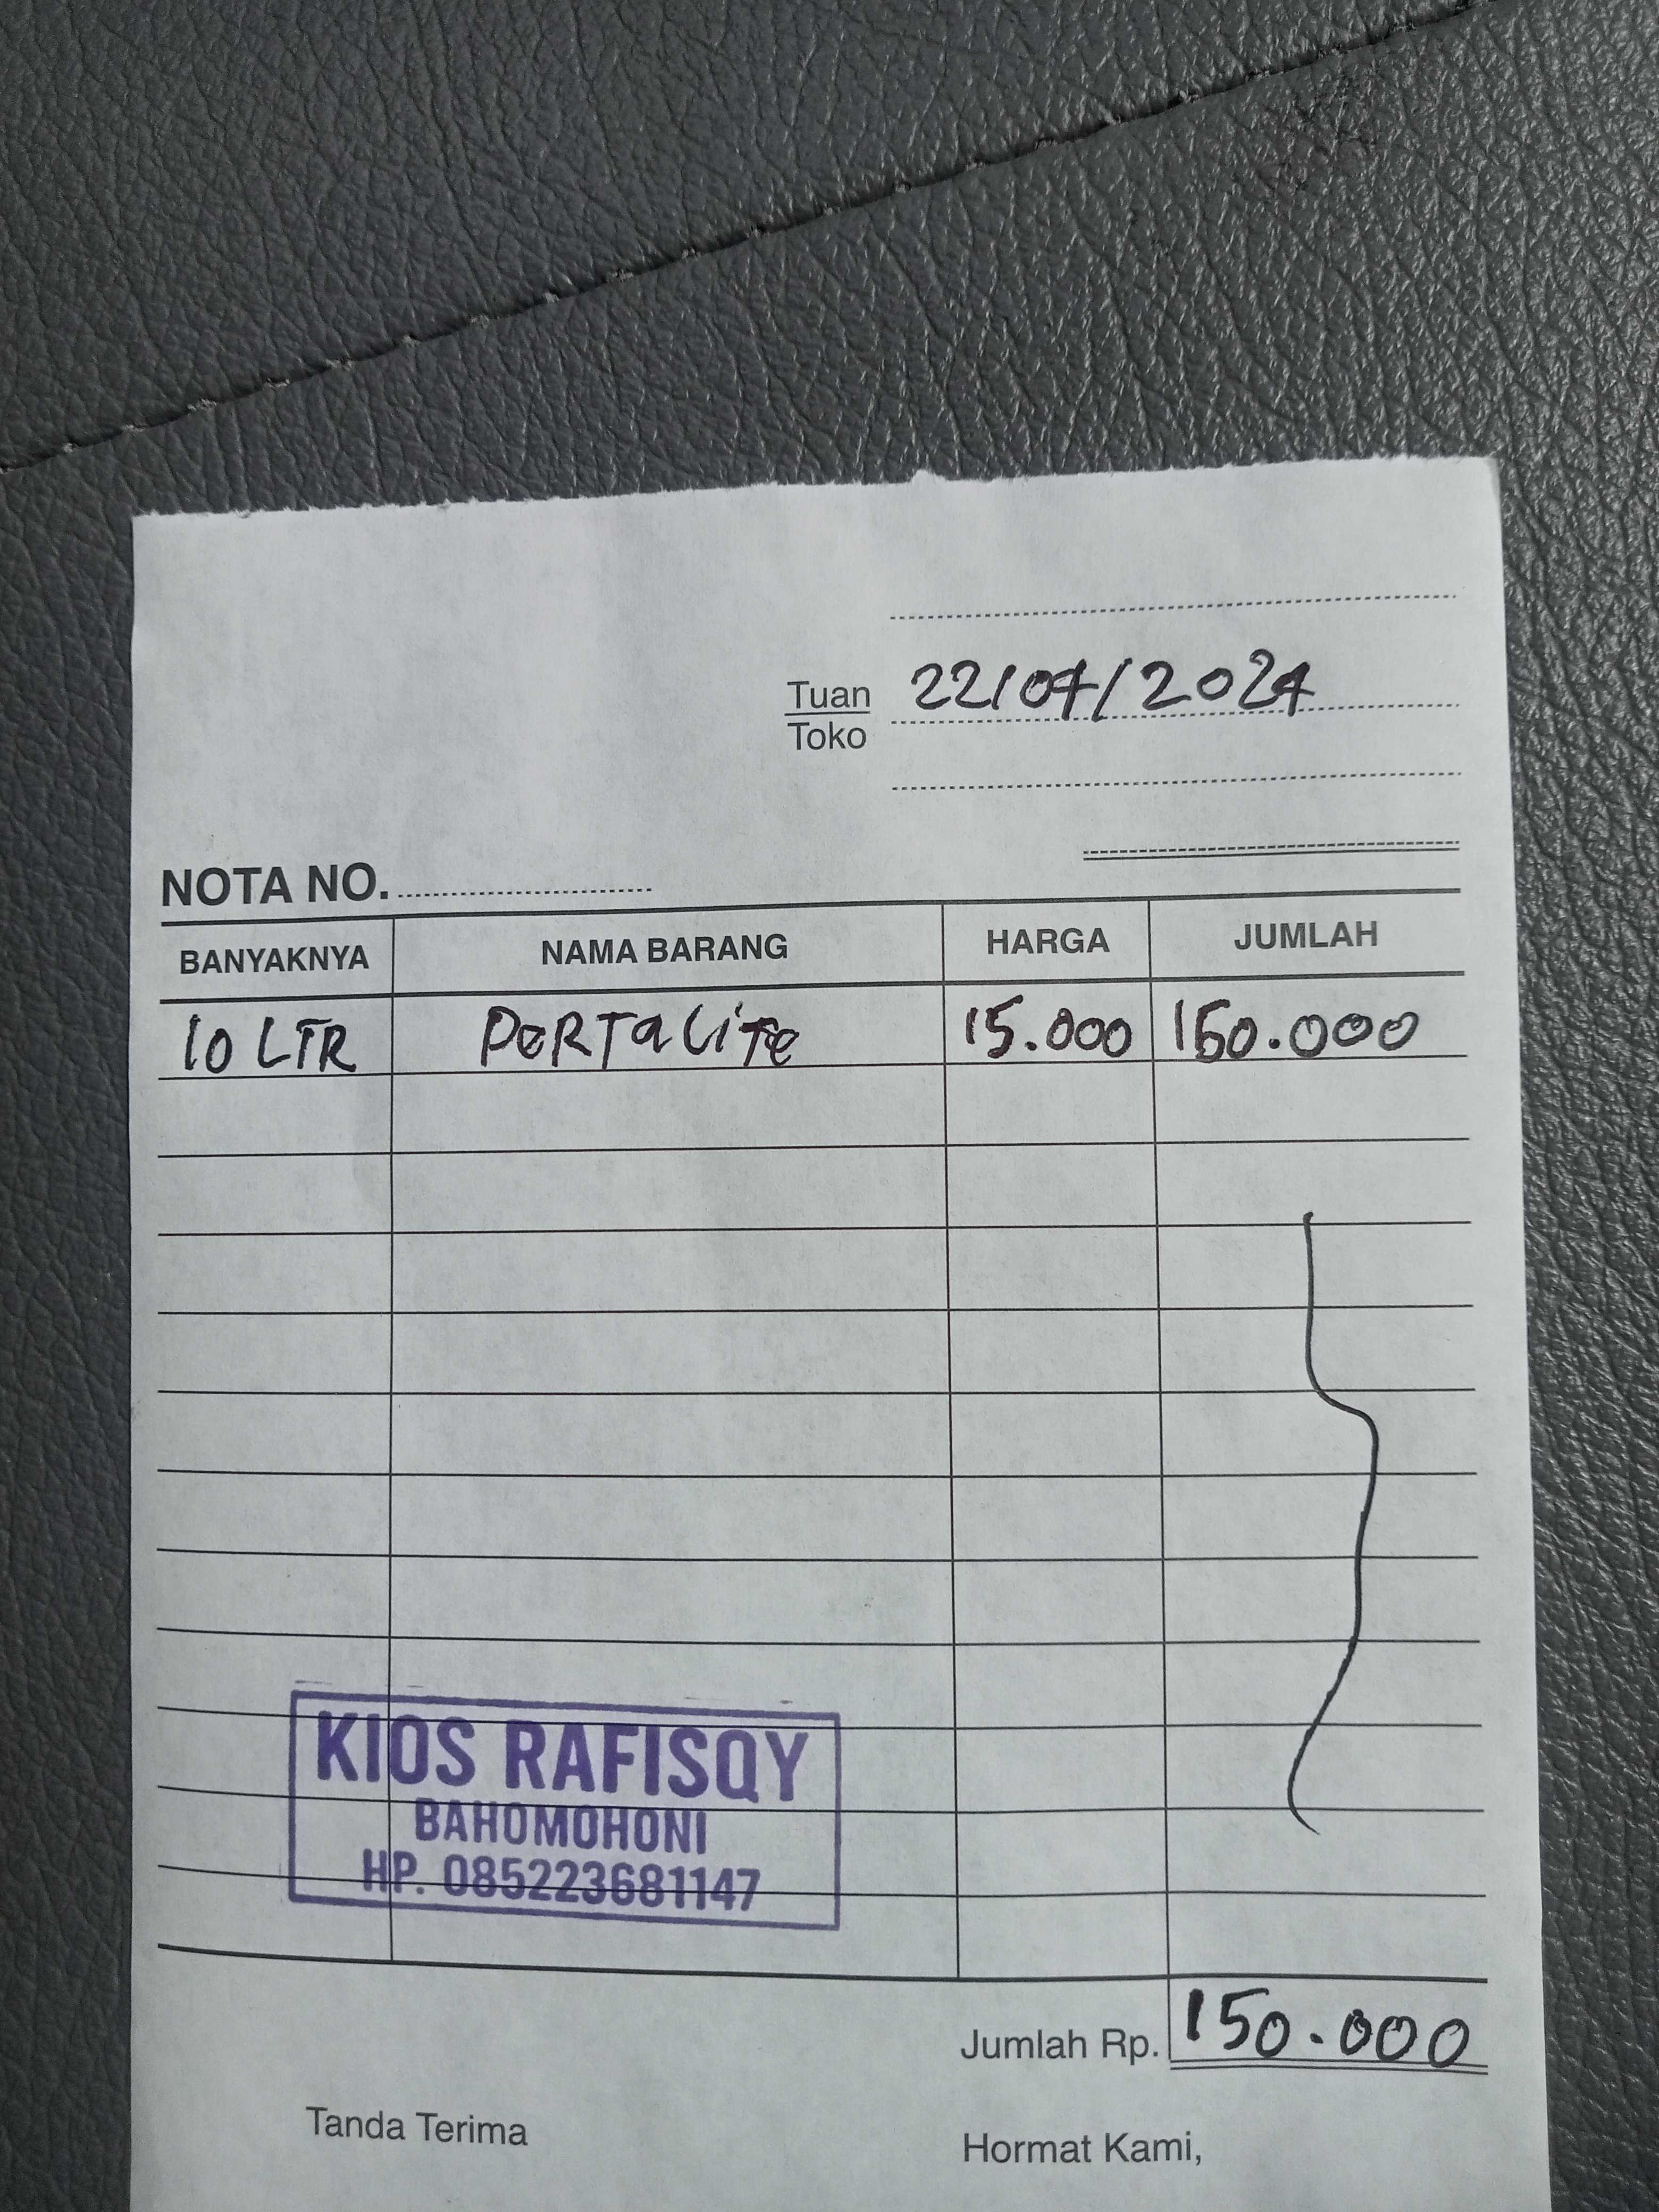 22/04/2024
Tuan
Toko
NOTA NO.
BANYAKNYA NAMA BARANG HARGA JUMLAH
10 LTR PeRTaLiTe 15.000 150.000
KIOS RAFISQY
BAHOMOHONI
HP. 085223681147
Jumlah Rp. 150.000
Tanda Terima Hormat Kami,